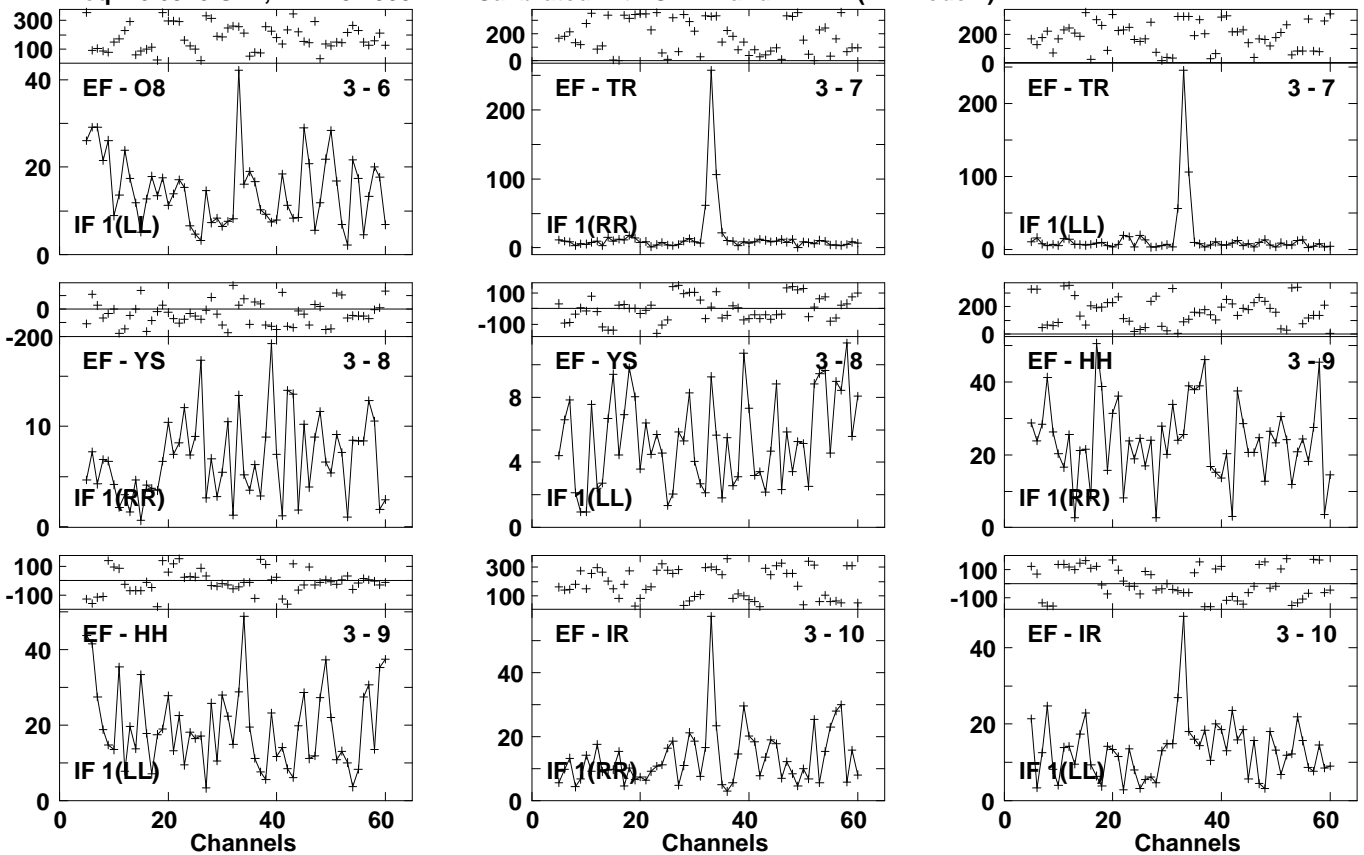 300
100
EF - O8 3 - 6
40
20
0
IF 1(LL)
200
0
EF - TR 3 - 7
200
100
0
IF 1(RR)
200
0
EF - TR 3 - 7
200
100
0
IF 1(LL)
0
-200
EF - YS 3 - 8
10
0
IF 1(RR)
100
-100
EF - YS 3 - 8
8
4
0
IF 1(LL)
200
0
EF - HH 3 - 9
40
20
0
IF 1(RR)
100
-100
EF - HH 3 - 9
40
20
0
IF 1(LL)
0 20 40 60
Channels
300
100
EF - IR 3 - 10
40
20
0
IF 1(RR)
0 20 40 60
Channels
100
-100
EF - IR 3 - 10
40
20
0
IF 1(LL)
0 20 40 60
Channels